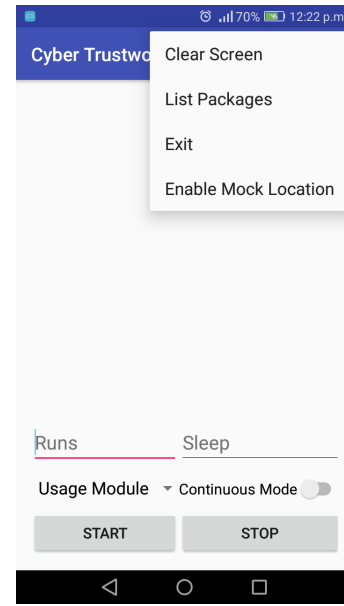 70% 12:22 p.m
Cyber Trustwo
Clear Screen
List Packages
Exit
Enable Mock Location
Runs Sleep
Usage Module Continuous Mode
START STOP